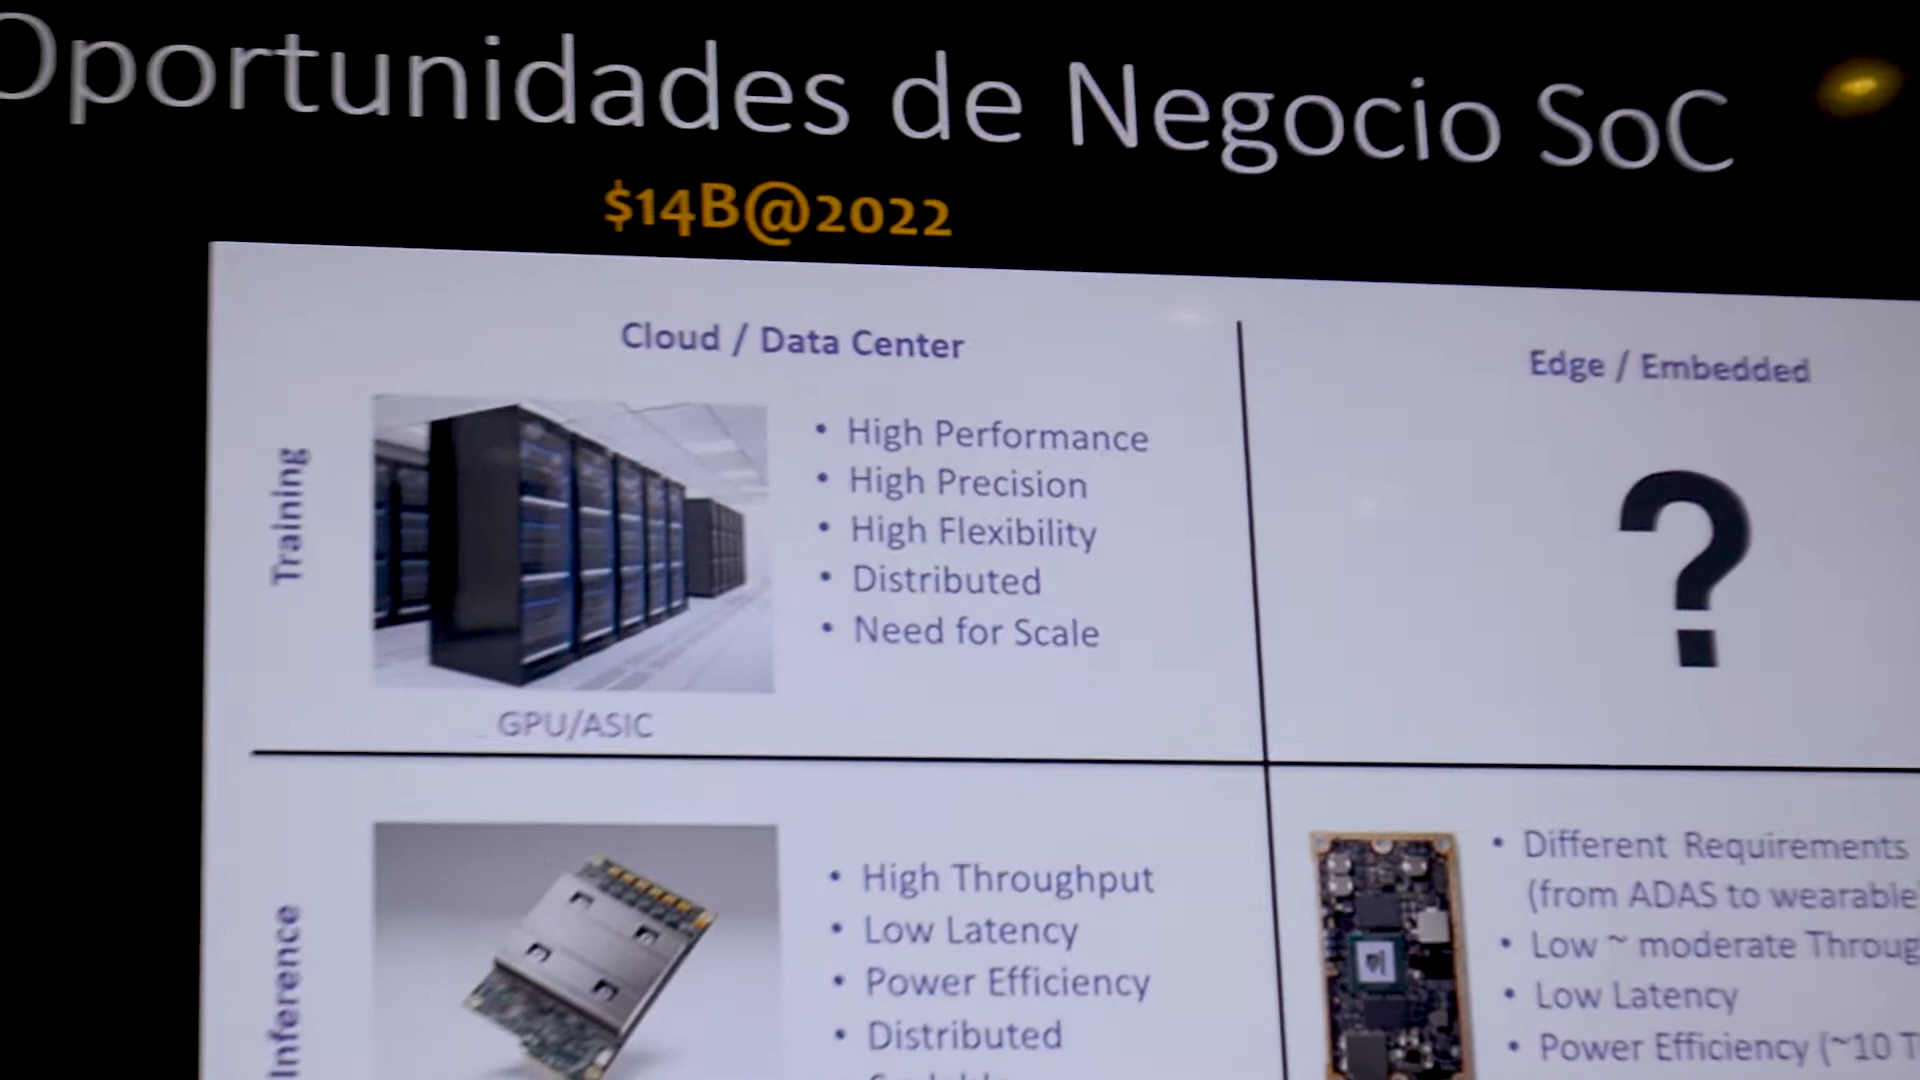 Oportunidades de Negocio SoC
$14B@2022
Cloud / Data Center
Edge / Embedded
Training
• High Performance
• High Precision
• High Flexibility
• Distributed
• Need for Scale
?
GPU/ASIC
Inference
• High Throughput
• Low Latency
• Power Efficiency
• Distributed
• Different Requirements
(from ADAS to wearable
• Low ~ moderate Throug
• Low Latency
• Power Efficiency (~10 T